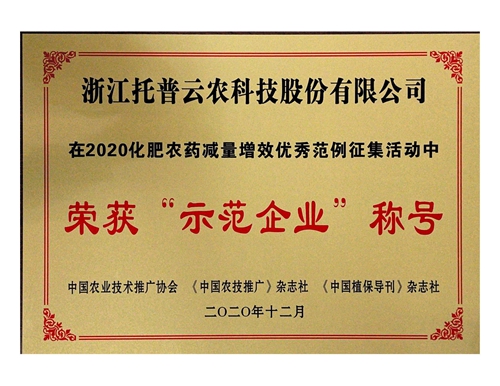 浙江托普云农科技股份有限公司
在2020化肥农药减量增效优秀范例征集活动中
荣获“示范企业”称号
中国农业技术推广协会 《中国农技推广》杂志社 《中国植保导刊》杂志社
二〇二〇年十二月